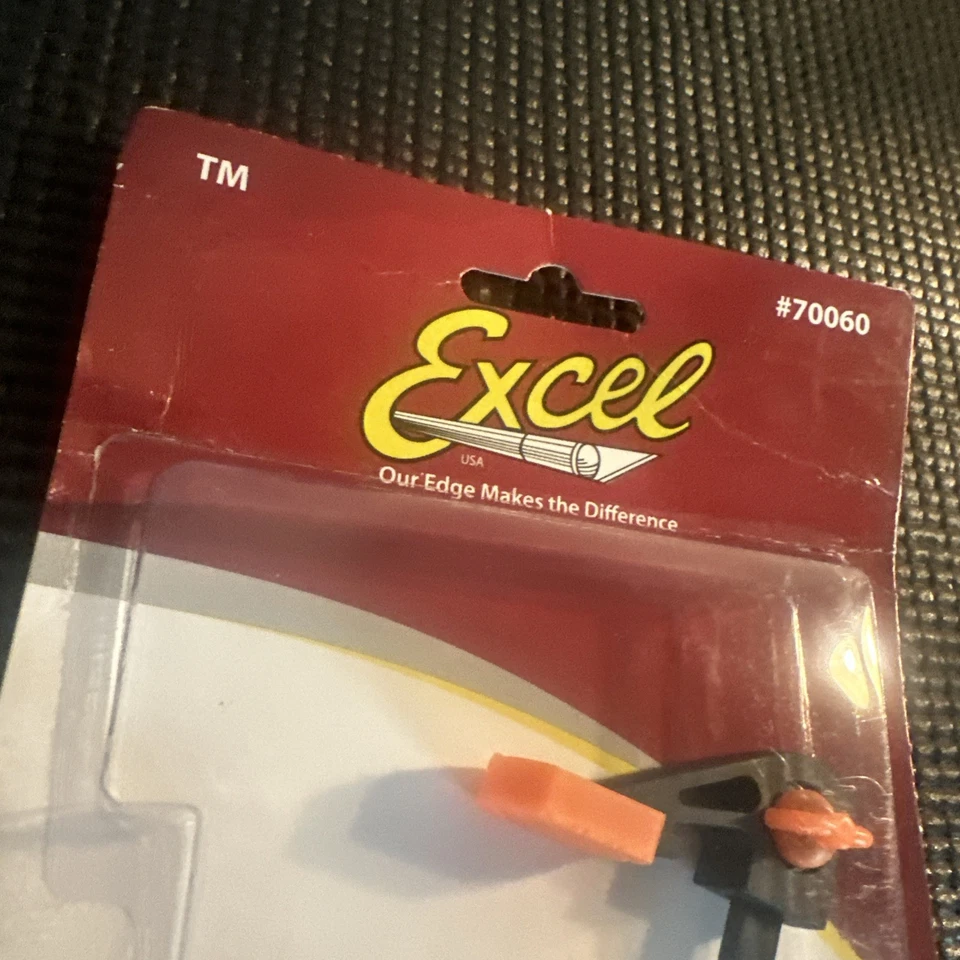 TM
#70060
Excel
USA
Our Edge Makes the Difference